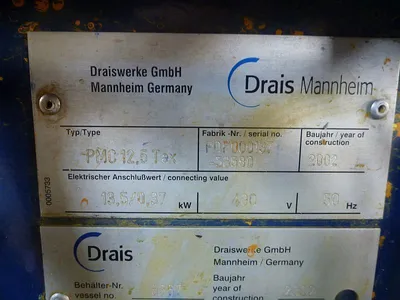 Draiswerke GmbH
Mannheim Germany
Drais Mannheim
Typ/Type
Fabrik -Nr. / serial no.
Baujahr / year of
construction
PMC 12,5 Tex
2002
Elektrischer Anschlußwert / connecting value
kW
V
Hz
0005733
Drais
Draiswerke GmbH
Mannheim / Germany
Behälter-Nr.
vessel no.
Baujahr
year of
construction